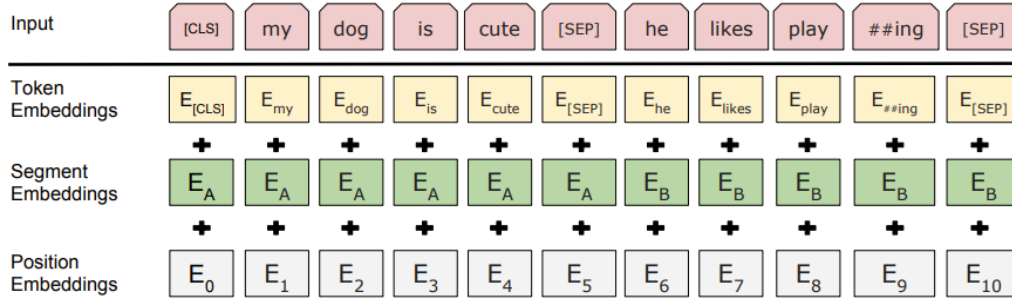 Input [CLS] my dog is cute [SEP] he likes play ##ing [SEP]
Token
Embeddings
E[CLS] Emy Edog Eis Ecute E[SEP] Ehe Elikes Eplay E##ing E[SEP]
+ + + + + + + + + + +
Segment
Embeddings
EA EA EA EA EA EA EB EB EB EB EB
+ + + + + + + + + + +
Position
Embeddings
E0 E1 E2 E3 E4 E5 E6 E7 E8 E9 E10